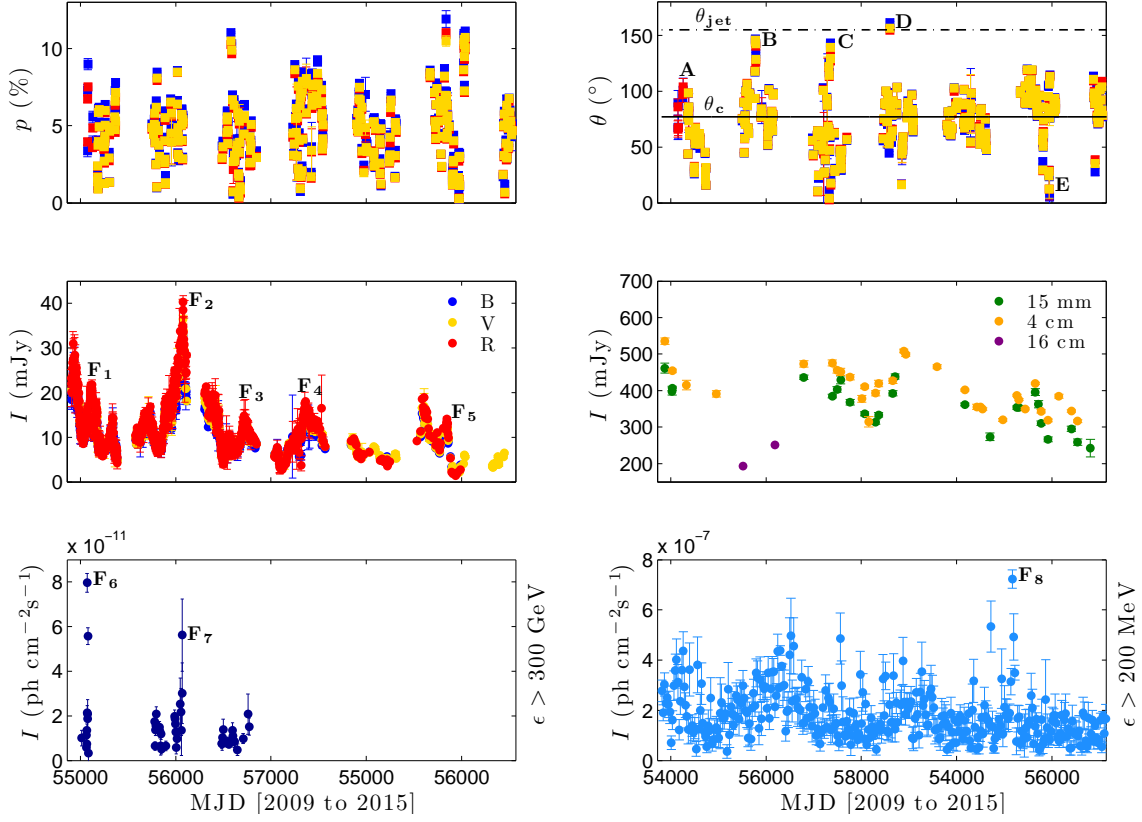 p (%)
10
5
0
θ (°)
150
100
50
0
θjet
θc
A
B
C
D
E
I (mJy)
40
30
20
10
0
F1
F2
F3
F4
F5
B
V
R
I (mJy)
700
600
500
400
300
200
15 mm
4 cm
16 cm
x 10−11
I (ph cm−2s−1)
8
6
4
2
0
F6
F7
ϵ > 300 GeV
55000 56000 57000 55000 56000
MJD [2009 to 2015]
x 10−7
I (ph cm−2s−1)
8
6
4
2
0
F8
ϵ > 200 MeV
54000 56000 58000 54000 56000
MJD [2009 to 2015]